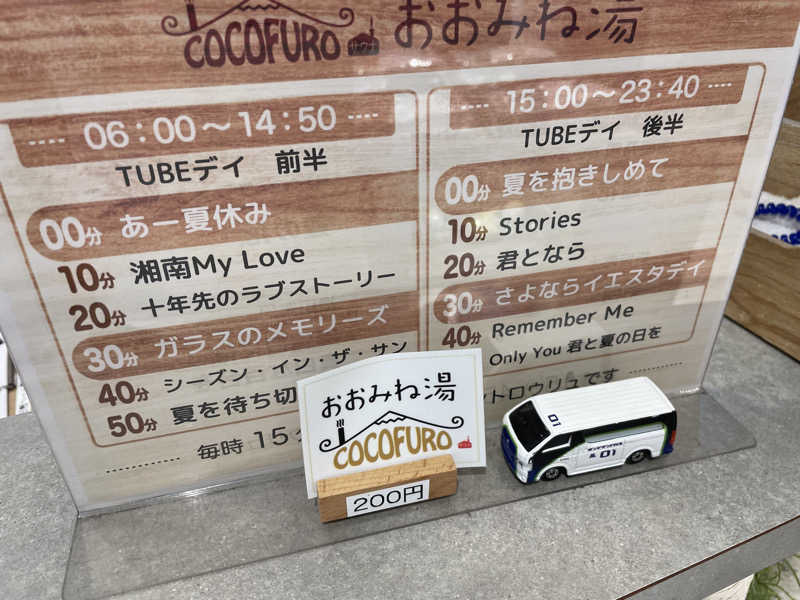 COCOFURO おおみね湯
06:00～14:50
TUBEデイ 前半
00分 あー夏休み
10分 湘南My Love
20分 十年先のラブストーリー
30分 ガラスのメモリーズ
40分 シーズン・イン・ザ・サン
50分 夏を待ち切
毎時 15分
15:00～23:40
TUBEデイ 後半
00分 夏を抱きしめて
10分 Stories
20分 君となら
30分 さよならイエスタデイ
40分 Remember Me
Only You 君と夏の日を
ントロウリュです
おおみね湯
COCOFURO
200円
01
01